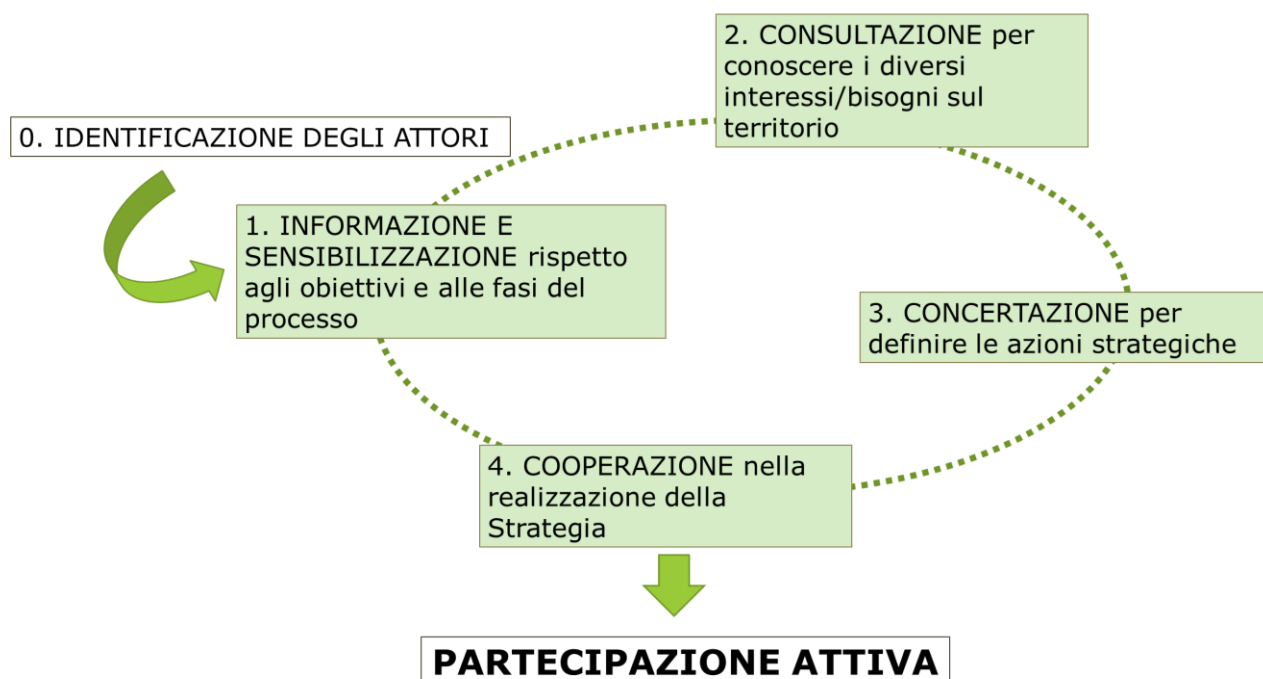 0. IDENTIFICAZIONE DEGLI ATTORI
1. INFORMAZIONE E
SENSIBILIZZAZIONE rispetto
agli obiettivi e alle fasi del
processo
2. CONSULTAZIONE per
conoscere i diversi
interessi/bisogni sul
territorio
3. CONCERTAZIONE per
definire le azioni strategiche
4. COOPERAZIONE nella
realizzazione della
Strategia
PARTECIPAZIONE ATTIVA